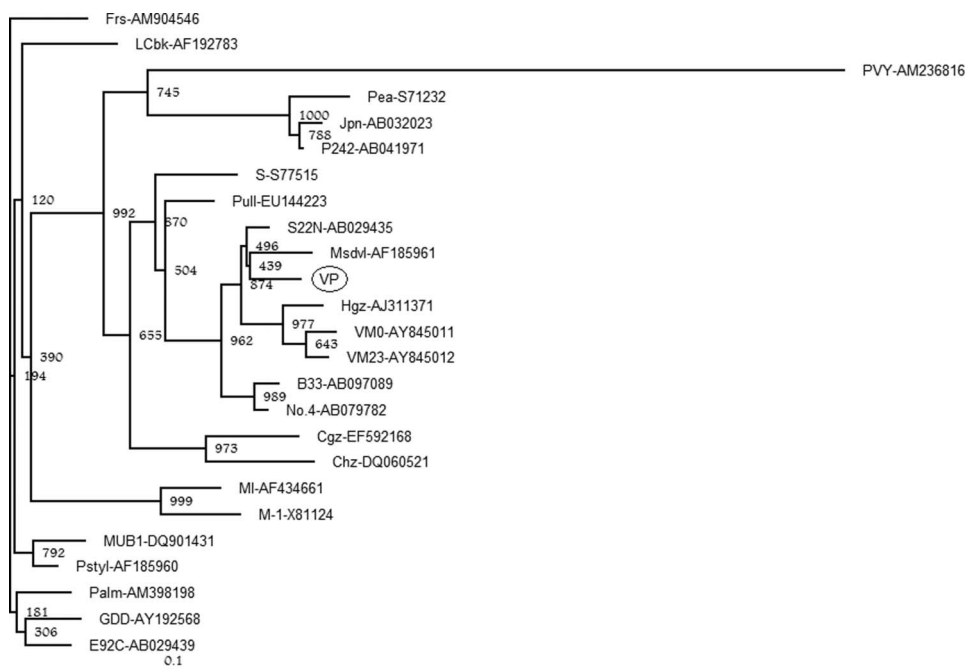 Frs-AM904546
LCbk-AF192783
PVY-AM236816
745
Pea-S71232
1000
Jpn-AB032023
788
P242-AB041971
S-S77515
120
Pull-EU144223
992
870
S22N-AB029435
496
Msdvl-AF185961
439
504
VP
874
Hgz-AJ311371
977
VM0-AY845011
655
962
643
390
VM23-AY845012
194
B33-AB097089
989
No.4-AB079782
Cgz-EF592168
973
Chz-DQ060521
MI-AF434661
999
M-1-X81124
MUB1-DQ901431
792
Pstyl-AF185960
Palm-AM398198
181
GDD-AY192568
306
E92C-AB029439
0.1